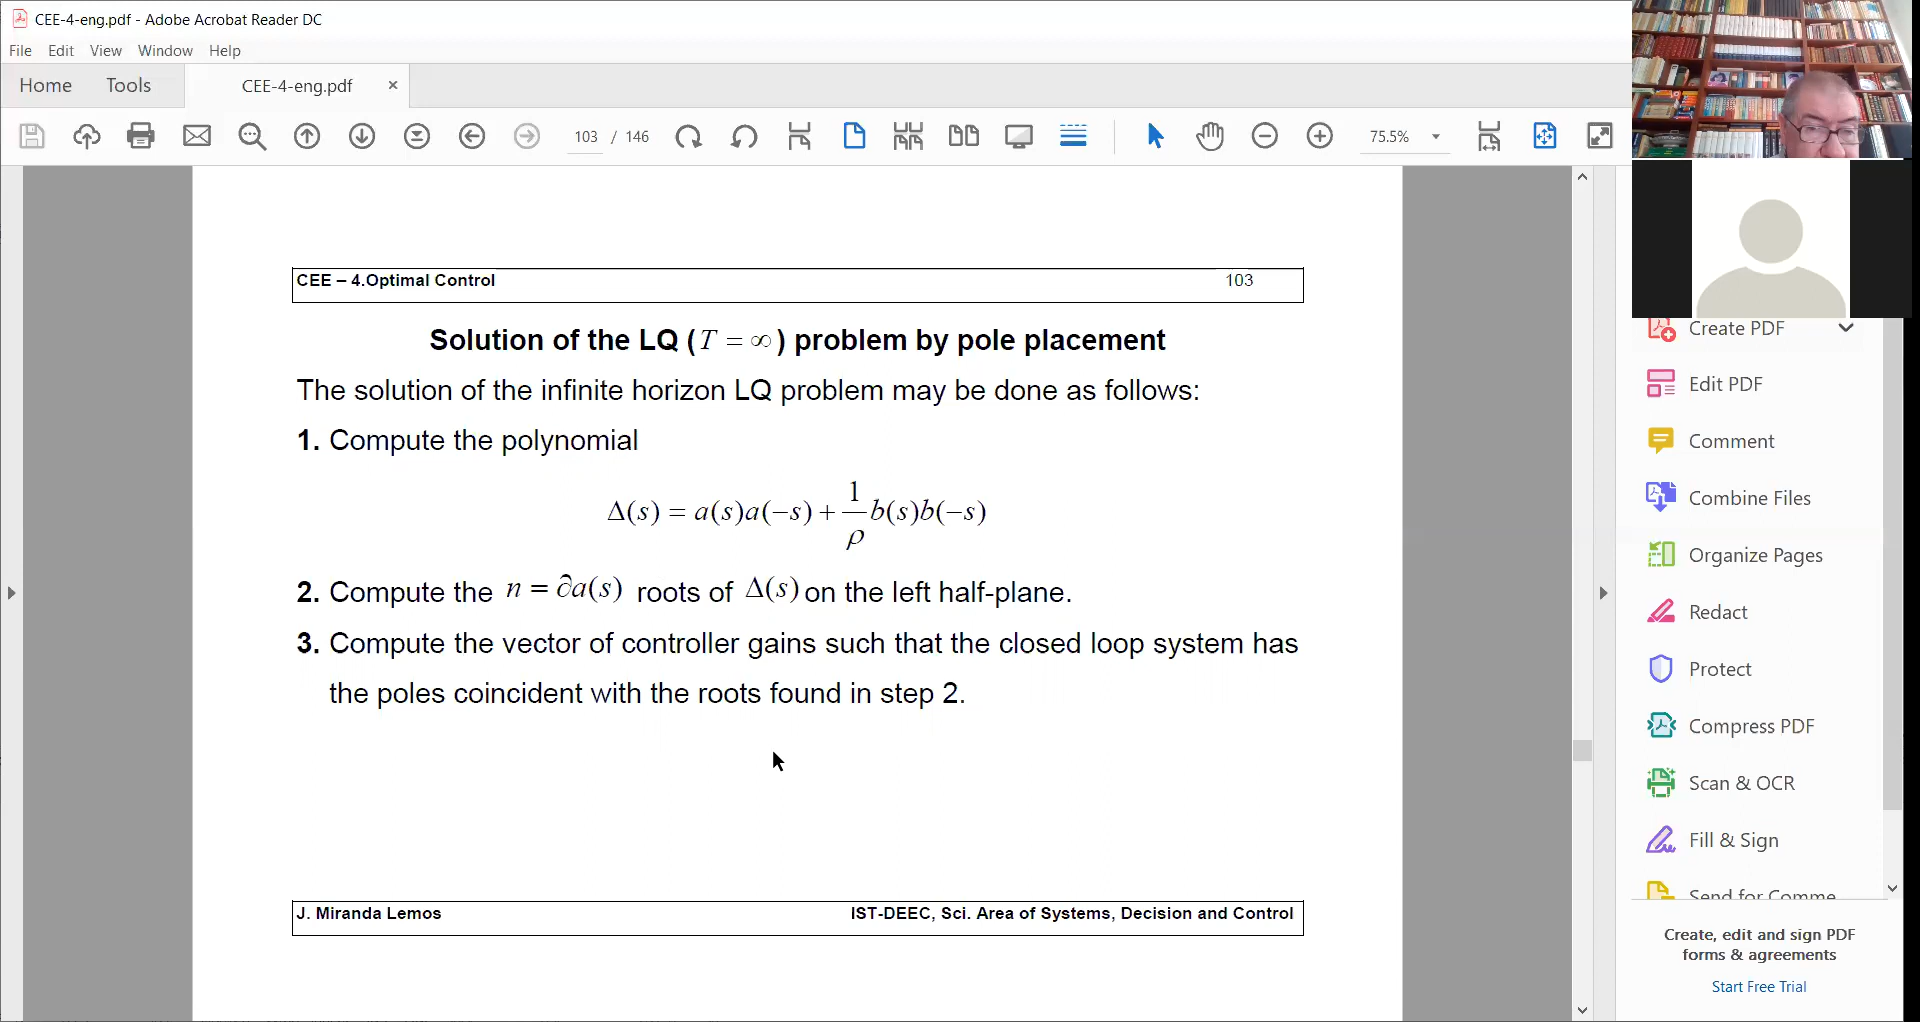 CEE-4-eng.pdf - Adobe Acrobat Reader DC
File Edit View Window Help
Home Tools CEE-4-eng.pdf ×
103 / 146 75.5%
CEE – 4.Optimal Control 103
Solution of the LQ (T = ∞) problem by pole placement
The solution of the infinite horizon LQ problem may be done as follows:
1. Compute the polynomial
Δ(s) = a(s)a(−s) + 1/ρ b(s)b(−s)
2. Compute the n = ∂a(s) roots of Δ(s) on the left half-plane.
3. Compute the vector of controller gains such that the closed loop system has
the poles coincident with the roots found in step 2.
J. Miranda Lemos IST-DEEC, Sci. Area of Systems, Decision and Control
Create PDF
Edit PDF
Comment
Combine Files
Organize Pages
Redact
Protect
Compress PDF
Scan & OCR
Fill & Sign
Send for Comme
Create, edit and sign PDF
forms & agreements
Start Free Trial